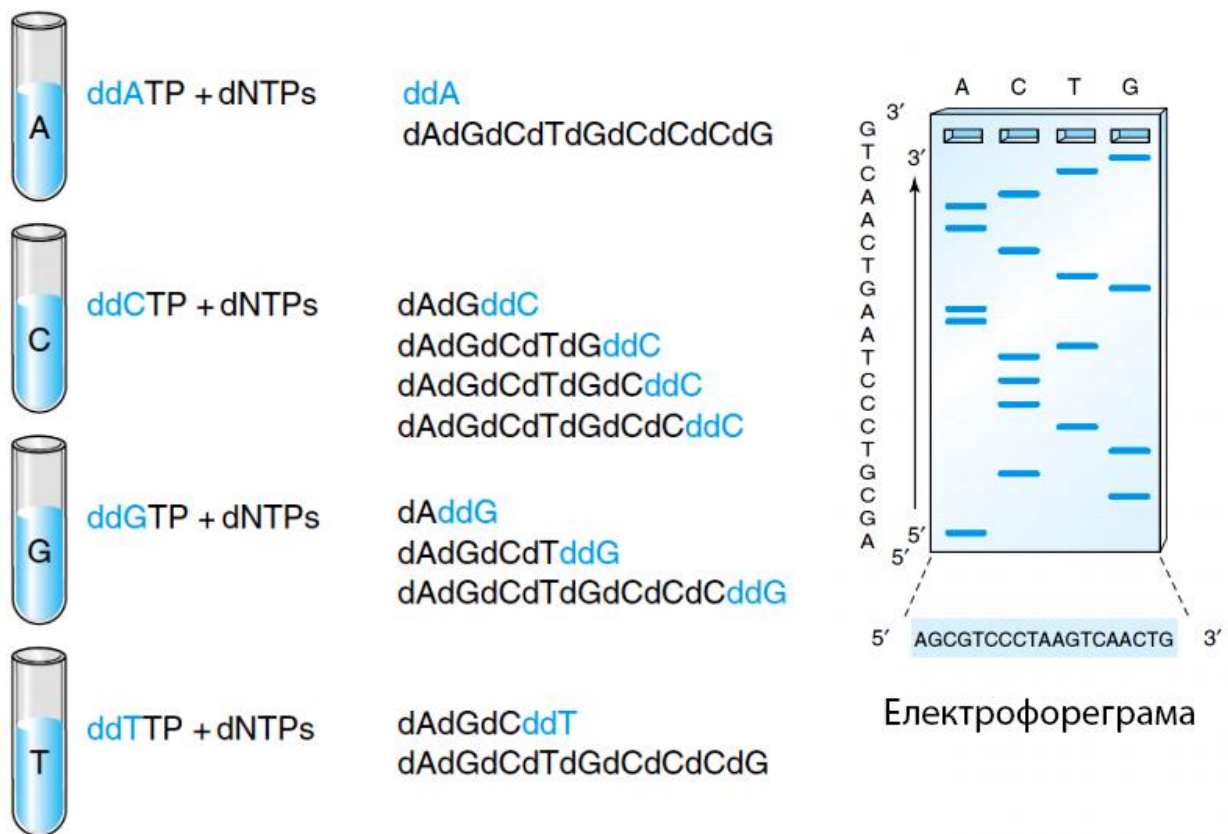 A
ddATP + dNTPs
ddA
dAdGdCdTdGdCdCdCdG
C
ddCTP + dNTPs
dAdGddC
dAdGdCdTdGddC
dAdGdCdTdGdCddC
dAdGdCdTdGdCdCddC
G
ddGTP + dNTPs
dAddG
dAdGdCdTddG
dAdGdCdTdGdCdCdCddG
T
ddTTP + dNTPs
dAdGdCddT
dAdGdCdTdGdCdCdCdG
A C T G
3′
3′
G
T
C
A
A
C
T
G
A
A
T
C
C
C
T
G
C
G
A
5′
5′
5′ AGCGTCCCTAAGTCAACTG 3′
Електрофореграма